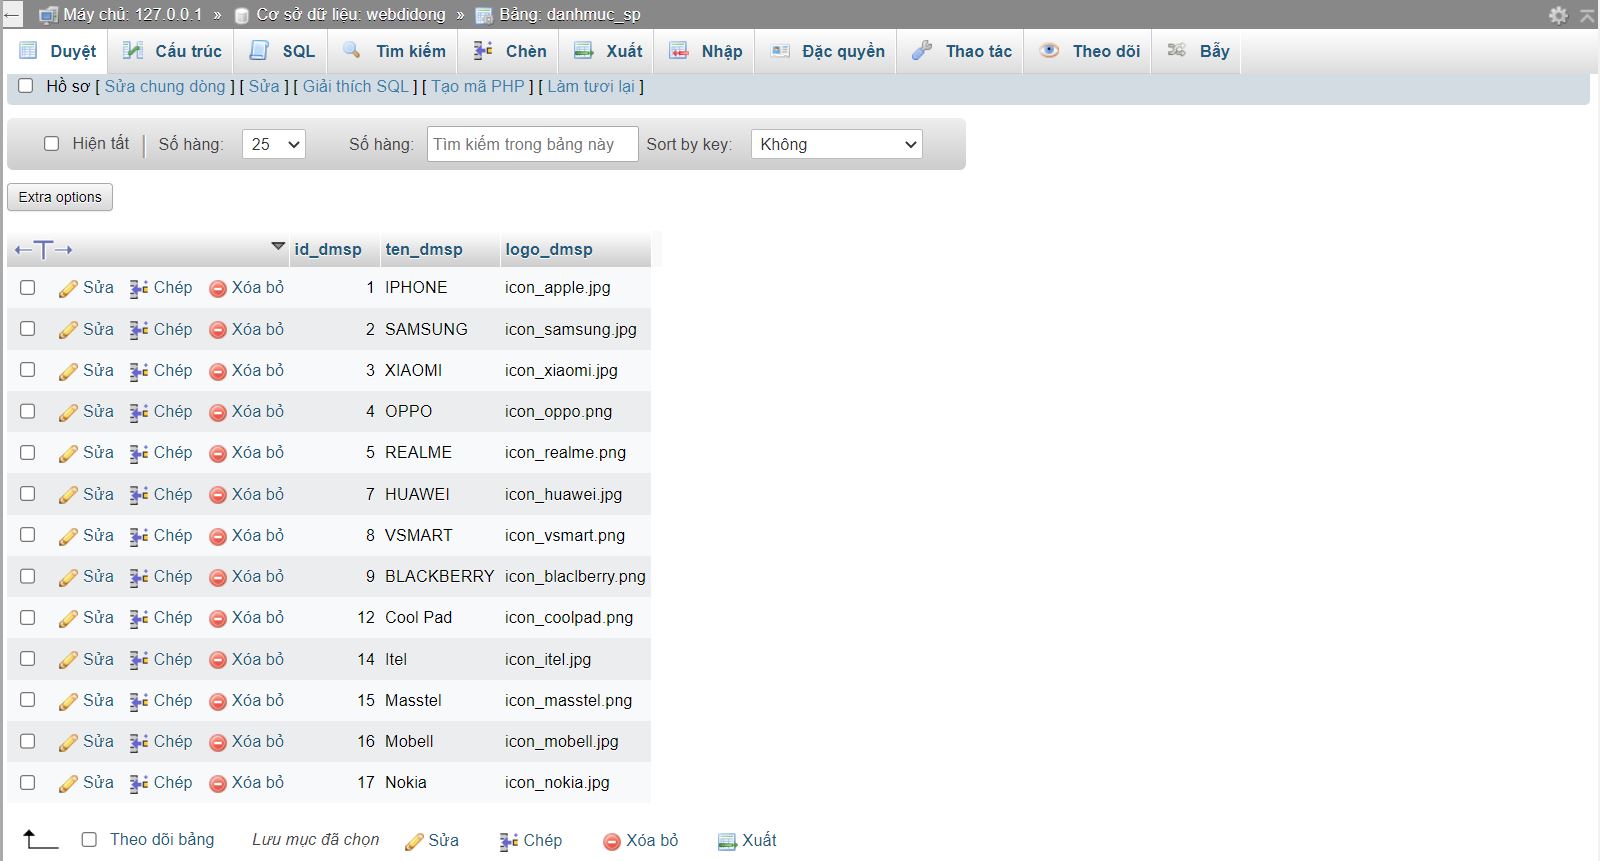 Máy chủ: 127.0.0.1 » Cơ sở dữ liệu: webdidong » Bảng: danhmuc_sp
Duyệt Cấu trúc SQL Tìm kiếm Chèn Xuất Nhập Đặc quyền Thao tác Theo dõi Bẫy
Hồ sơ [ Sửa chung dòng ] [ Sửa ] [ Giải thích SQL ] [ Tạo mã PHP ] [ Làm tươi lại ]
Hiện tất | Số hàng: 25 Số hàng: Tìm kiếm trong bảng này Sort by key: Không
Extra options
←T→ id_dmsp ten_dmsp logo_dmsp
Sửa Chép Xóa bỏ 1 IPHONE icon_apple.jpg
Sửa Chép Xóa bỏ 2 SAMSUNG icon_samsung.jpg
Sửa Chép Xóa bỏ 3 XIAOMI icon_xiaomi.jpg
Sửa Chép Xóa bỏ 4 OPPO icon_oppo.png
Sửa Chép Xóa bỏ 5 REALME icon_realme.png
Sửa Chép Xóa bỏ 7 HUAWEI icon_huawei.jpg
Sửa Chép Xóa bỏ 8 VSMART icon_vsmart.png
Sửa Chép Xóa bỏ 9 BLACKBERRY icon_blaclberry.png
Sửa Chép Xóa bỏ 12 Cool Pad icon_coolpad.png
Sửa Chép Xóa bỏ 14 Itel icon_itel.jpg
Sửa Chép Xóa bỏ 15 Masstel icon_masstel.png
Sửa Chép Xóa bỏ 16 Mobell icon_mobell.jpg
Sửa Chép Xóa bỏ 17 Nokia icon_nokia.jpg
Theo dõi bảng Lưu mục đã chọn Sửa Chép Xóa bỏ Xuất